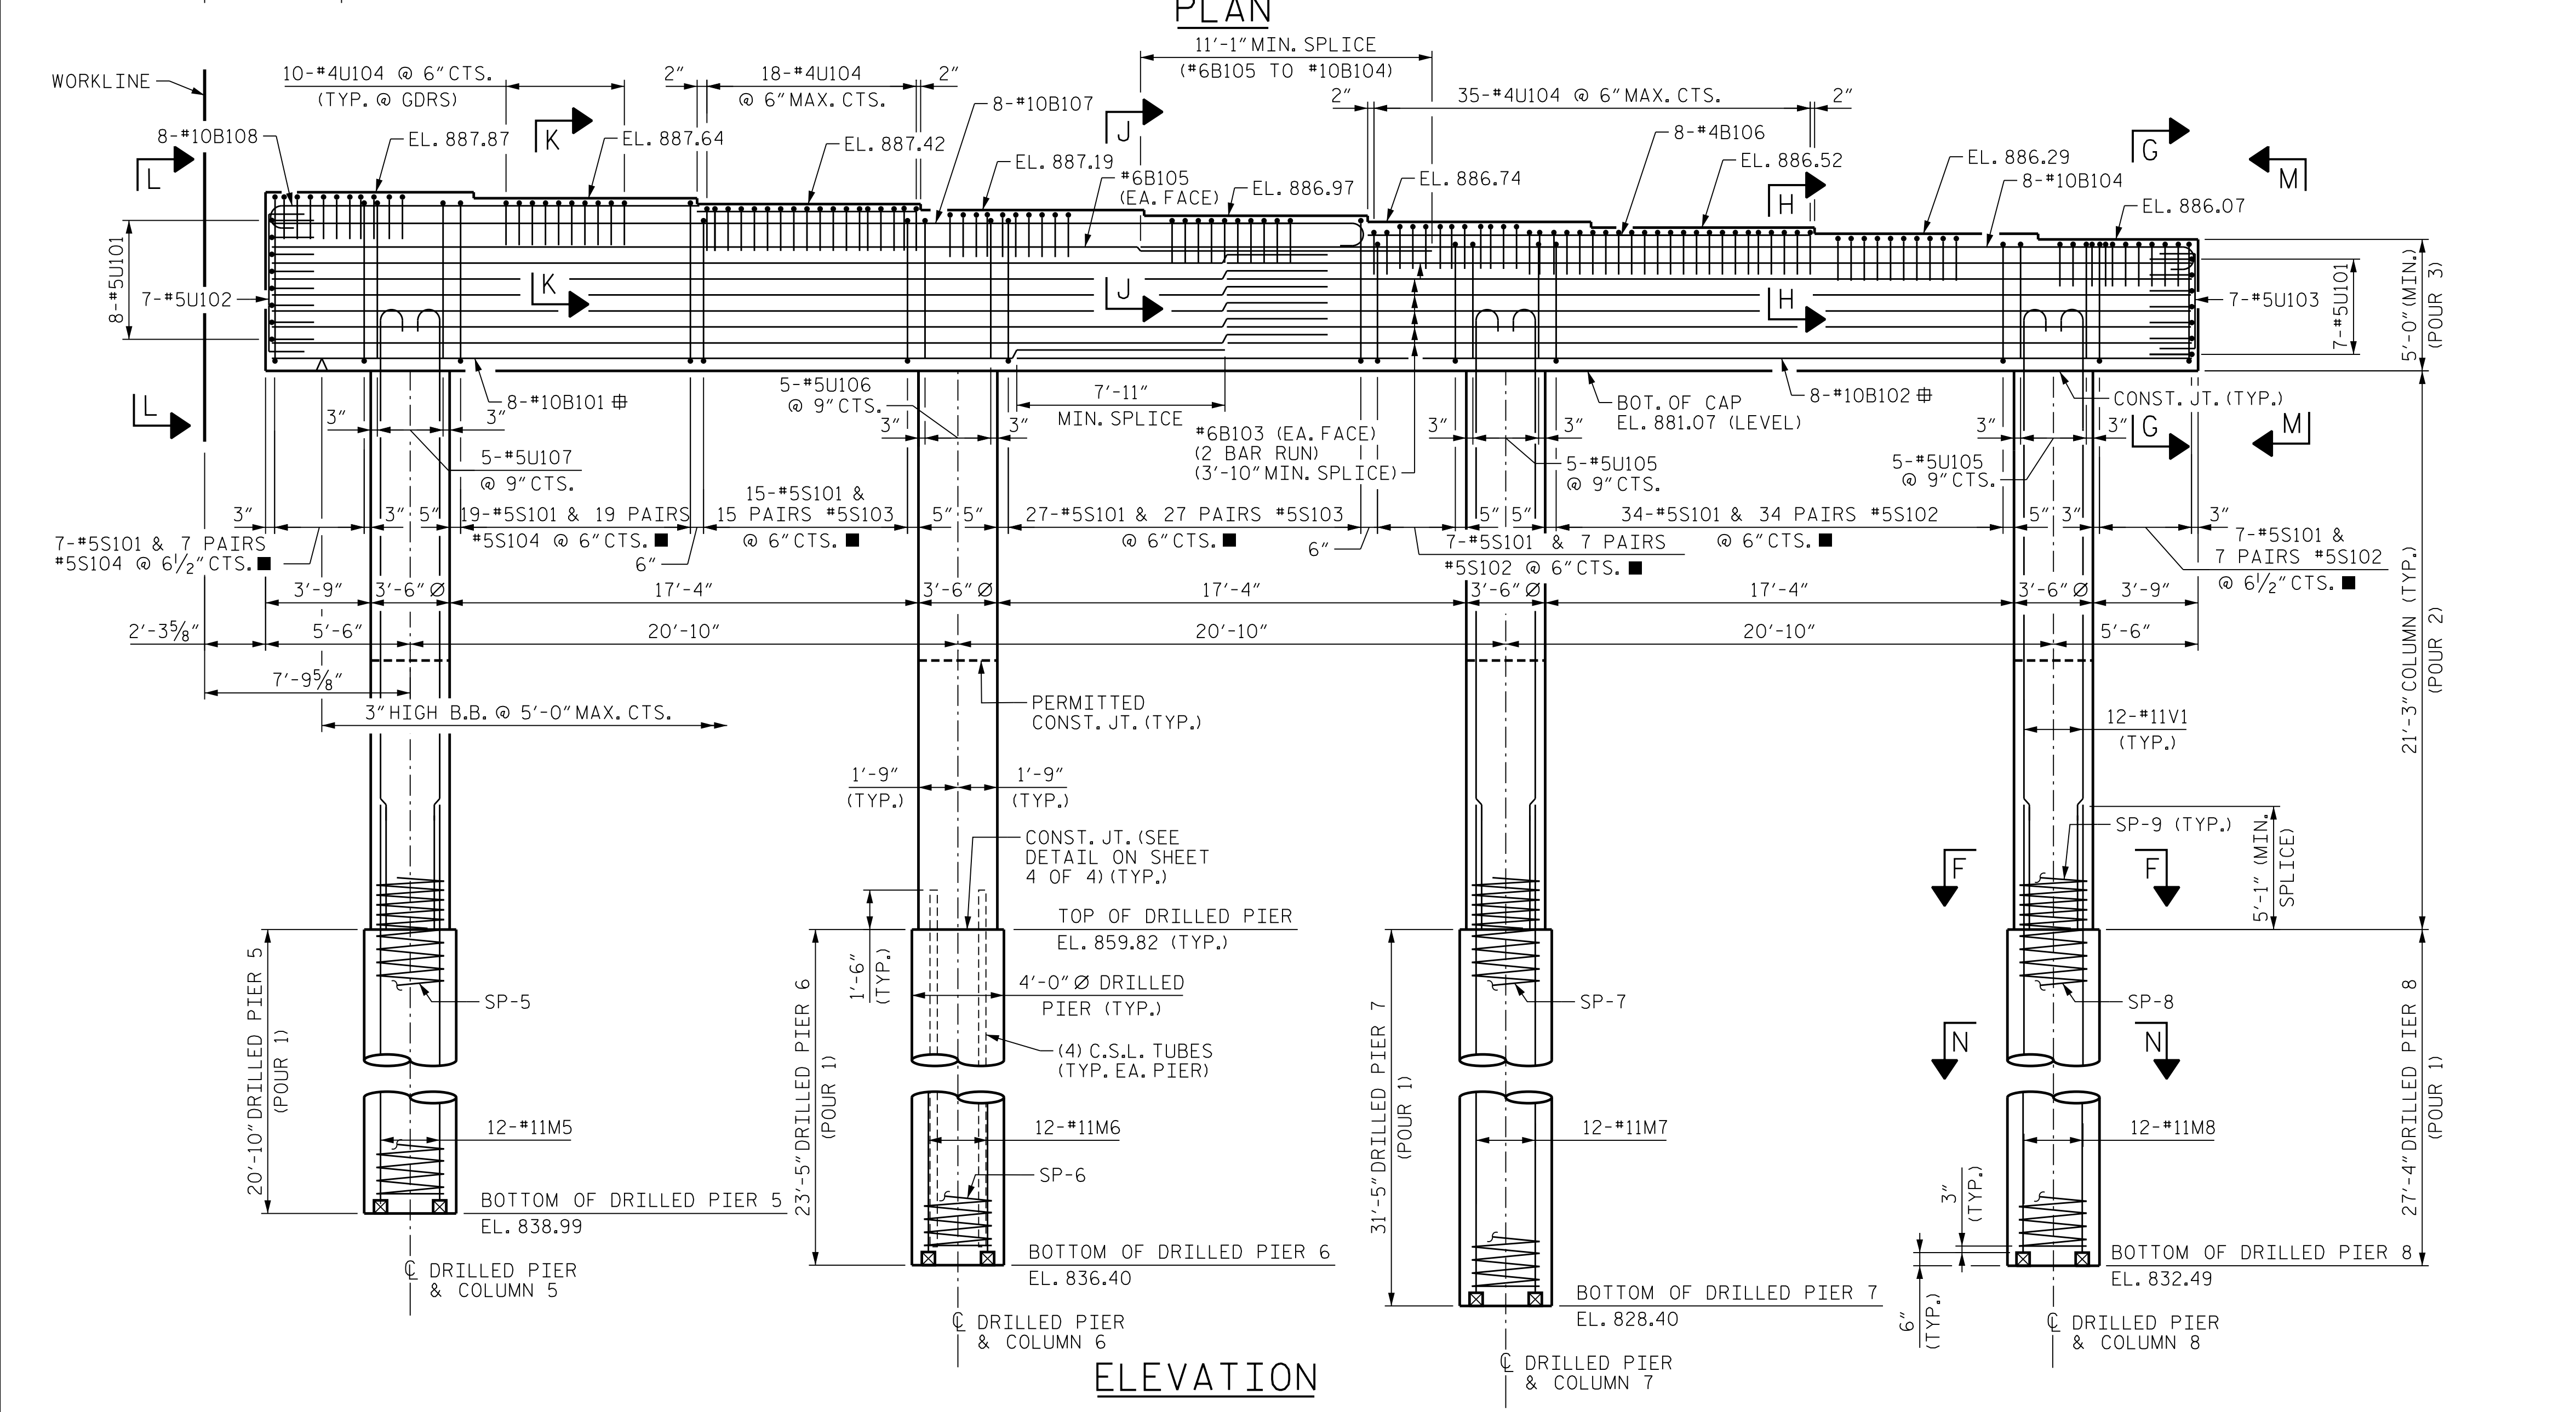 PLAN
11'-1" MIN. SPLICE
(#6B105 TO #10B104)
WORKLINE
10-#4U104 @ 6" CTS.
(TYP. @ GDRS)
2"
18-#4U104
@ 6" MAX. CTS.
2"
8-#10B107
2"
35-#4U104 @ 6" MAX. CTS.
2"
8-#10B108
EL. 887.87
K
EL. 887.64
EL. 887.42
J
EL. 887.19
8-#4B106
EL. 886.52
G
EL. 886.29
L
#6B105
(EA. FACE)
EL. 886.97
EL. 886.74
H
8-#10B104
M
EL. 886.07
8-#5U101
7-#5U102
K
J
H
7-#5U103
7-#5U101
5'-0" (MIN.)
(POUR 3)
L
8-#10B101 ⌗
5-#5U106
@ 9" CTS.
7'-11"
MIN. SPLICE
BOT. OF CAP
EL. 881.07 (LEVEL)
8-#10B102 ⌗
CONST. JT. (TYP.)
G
M
3"
3"
3"
3"
3"
3"
3"
3"
#6B103 (EA. FACE)
(2 BAR RUN)
(3'-10" MIN. SPLICE)
5-#5U107
@ 9" CTS.
5-#5U105
@ 9" CTS.
5-#5U105
@ 9" CTS.
3"
3"
5"
19-#5S101 & 19 PAIRS
#5S104 @ 6" CTS. ■
15-#5S101 &
15 PAIRS #5S103
@ 6" CTS. ■
5"
5"
27-#5S101 & 27 PAIRS #5S103
@ 6" CTS. ■
5"
5"
34-#5S101 & 34 PAIRS #5S102
@ 6" CTS. ■
5"
3"
3"
7-#5S101 & 7 PAIRS
#5S104 @ 6½" CTS. ■
6"
6"
7-#5S101 & 7 PAIRS
#5S102 @ 6" CTS. ■
7-#5S101 &
7 PAIRS #5S102
@ 6½" CTS. ■
3'-9"
3'-6" Ø
17'-4"
3'-6" Ø
17'-4"
3'-6" Ø
17'-4"
3'-6" Ø
3'-9"
2'-3⅝"
5'-6"
20'-10"
20'-10"
20'-10"
5'-6"
7'-9⅝"
3" HIGH B.B. @ 5'-0" MAX. CTS.
PERMITTED
CONST. JT. (TYP.)
12-#11V1
(TYP.)
21'-3" COLUMN (TYP.)
(POUR 2)
1'-9"
(TYP.)
1'-9"
(TYP.)
CONST. JT. (SEE
DETAIL ON SHEET
4 OF 4) (TYP.)
SP-9 (TYP.)
5'-1" (MIN.
SPLICE)
F
F
TOP OF DRILLED PIER
EL. 859.82 (TYP.)
1'-6"
(TYP.)
4'-0" Ø DRILLED
PIER (TYP.)
SP-5
SP-7
SP-8
20'-10" DRILLED PIER 5
(POUR 1)
23'-5" DRILLED PIER 6
(POUR 1)
31'-5" DRILLED PIER 7
(POUR 1)
27'-4" DRILLED PIER 8
(POUR 1)
(4) C.S.L. TUBES
(TYP. EA. PIER)
N
N
12-#11M5
12-#11M6
12-#11M7
12-#11M8
SP-6
3"
(TYP.)
6"
(TYP.)
BOTTOM OF DRILLED PIER 5
EL. 838.99
BOTTOM OF DRILLED PIER 6
EL. 836.40
BOTTOM OF DRILLED PIER 7
EL. 828.40
BOTTOM OF DRILLED PIER 8
EL. 832.49
℄ DRILLED PIER
& COLUMN 5
℄ DRILLED PIER
& COLUMN 6
℄ DRILLED PIER
& COLUMN 7
℄ DRILLED PIER
& COLUMN 8
ELEVATION